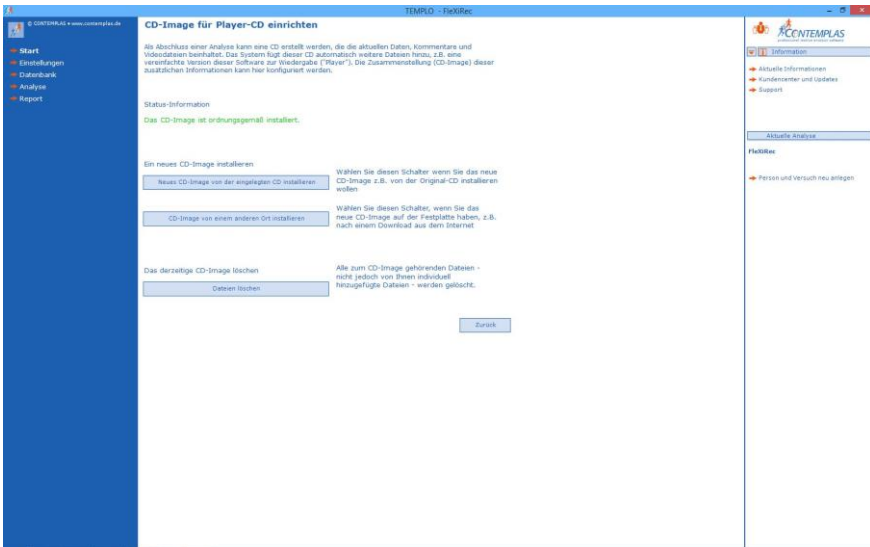 TEMPLO - FleXiRec
© CONTEMPLAS • www.contemplas.de
Start
Einstellungen
Datenbank
Analyse
Report
CD-Image für Player-CD einrichten
Als Abschluss einer Analyse kann eine CD erstellt werden, die die aktuellen Daten, Kommentare und
Videodateien beinhaltet. Das System fügt dieser CD automatisch weitere Dateien hinzu, z.B. eine
vereinfachte Version dieser Software zur Wiedergabe ("Player"). Die Zusammenstellung (CD-Image) dieser
zusätzlichen Informationen kann hier konfiguriert werden.
Status-Information
Das CD-Image ist ordnungsgemäß installiert.
Ein neues CD-Image installieren
Neues CD-Image von der eingelegten CD installieren
Wählen Sie diesen Schalter wenn Sie das neue
CD-Image z.B. von der Original-CD installieren
wollen
CD-Image von einem anderen Ort installieren
Wählen Sie diesen Schalter, wenn Sie das
neue CD-Image auf der Festplatte haben, z.B.
nach einem Download aus dem Internet
Das derzeitige CD-Image löschen
Dateien löschen
Alle zum CD-Image gehörenden Dateien -
nicht jedoch von Ihnen individuell
hinzugefügte Dateien - werden gelöscht.
Zurück
CONTEMPLAS
Information
Aktuelle Informationen
Kundencenter und Updates
Support
Aktuelle Analyse
FleXiRec
Person und Versuch neu anlegen